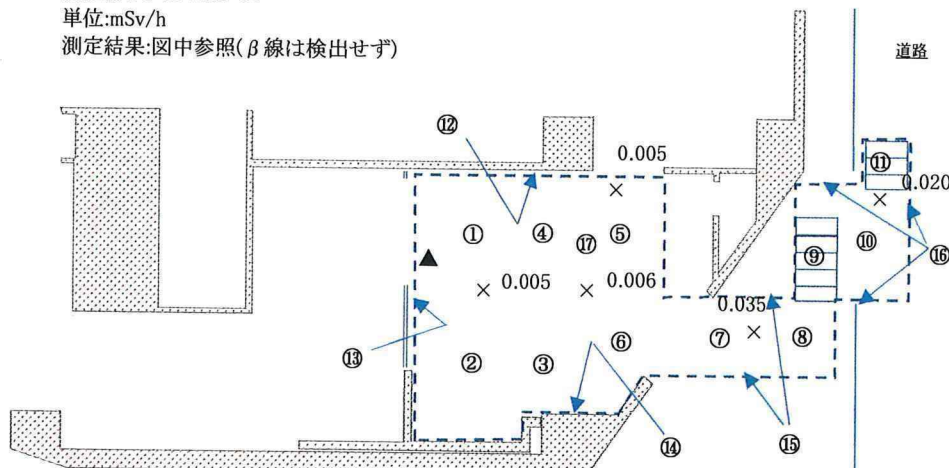 単位:mSv/h
測定結果:図中参照(β線は検出せず)
道路
⑫
0.005
⑪
0.020
① ④ ⑰ ⑤
⑩
⑨
⑯
0.005
0.006
0.035
⑬
② ③ ⑥ ⑦ ⑧
⑭
⑮